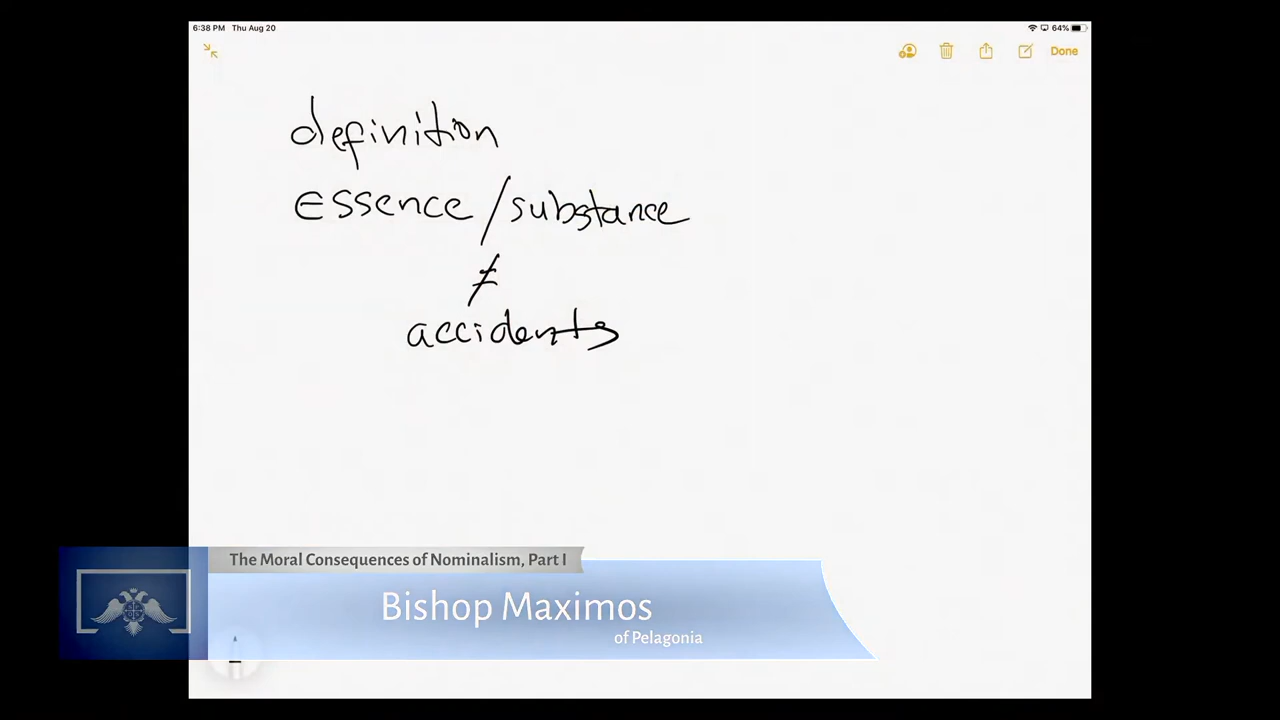 6:38 PM Thu Aug 20
64%
Done
definition
essence/substance
≠
accidents
The Moral Consequences of Nominalism, Part I
Bishop Maximos
of Pelagonia